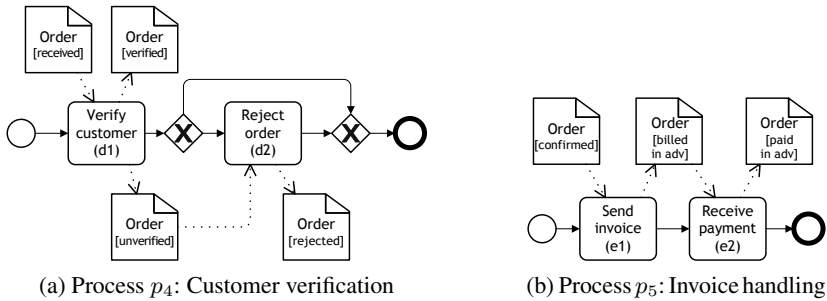 Order
[received]
Order
[verified]
Verify
customer
(d1)
X
Reject
order
(d2)
X
Order
[unverified]
Order
[rejected]
(a) Process p4: Customer verification
Order
[confirmed]
Order
[billed
in adv]
Order
[paid
in adv]
Send
invoice
(e1)
Receive
payment
(e2)
(b) Process p5: Invoice handling